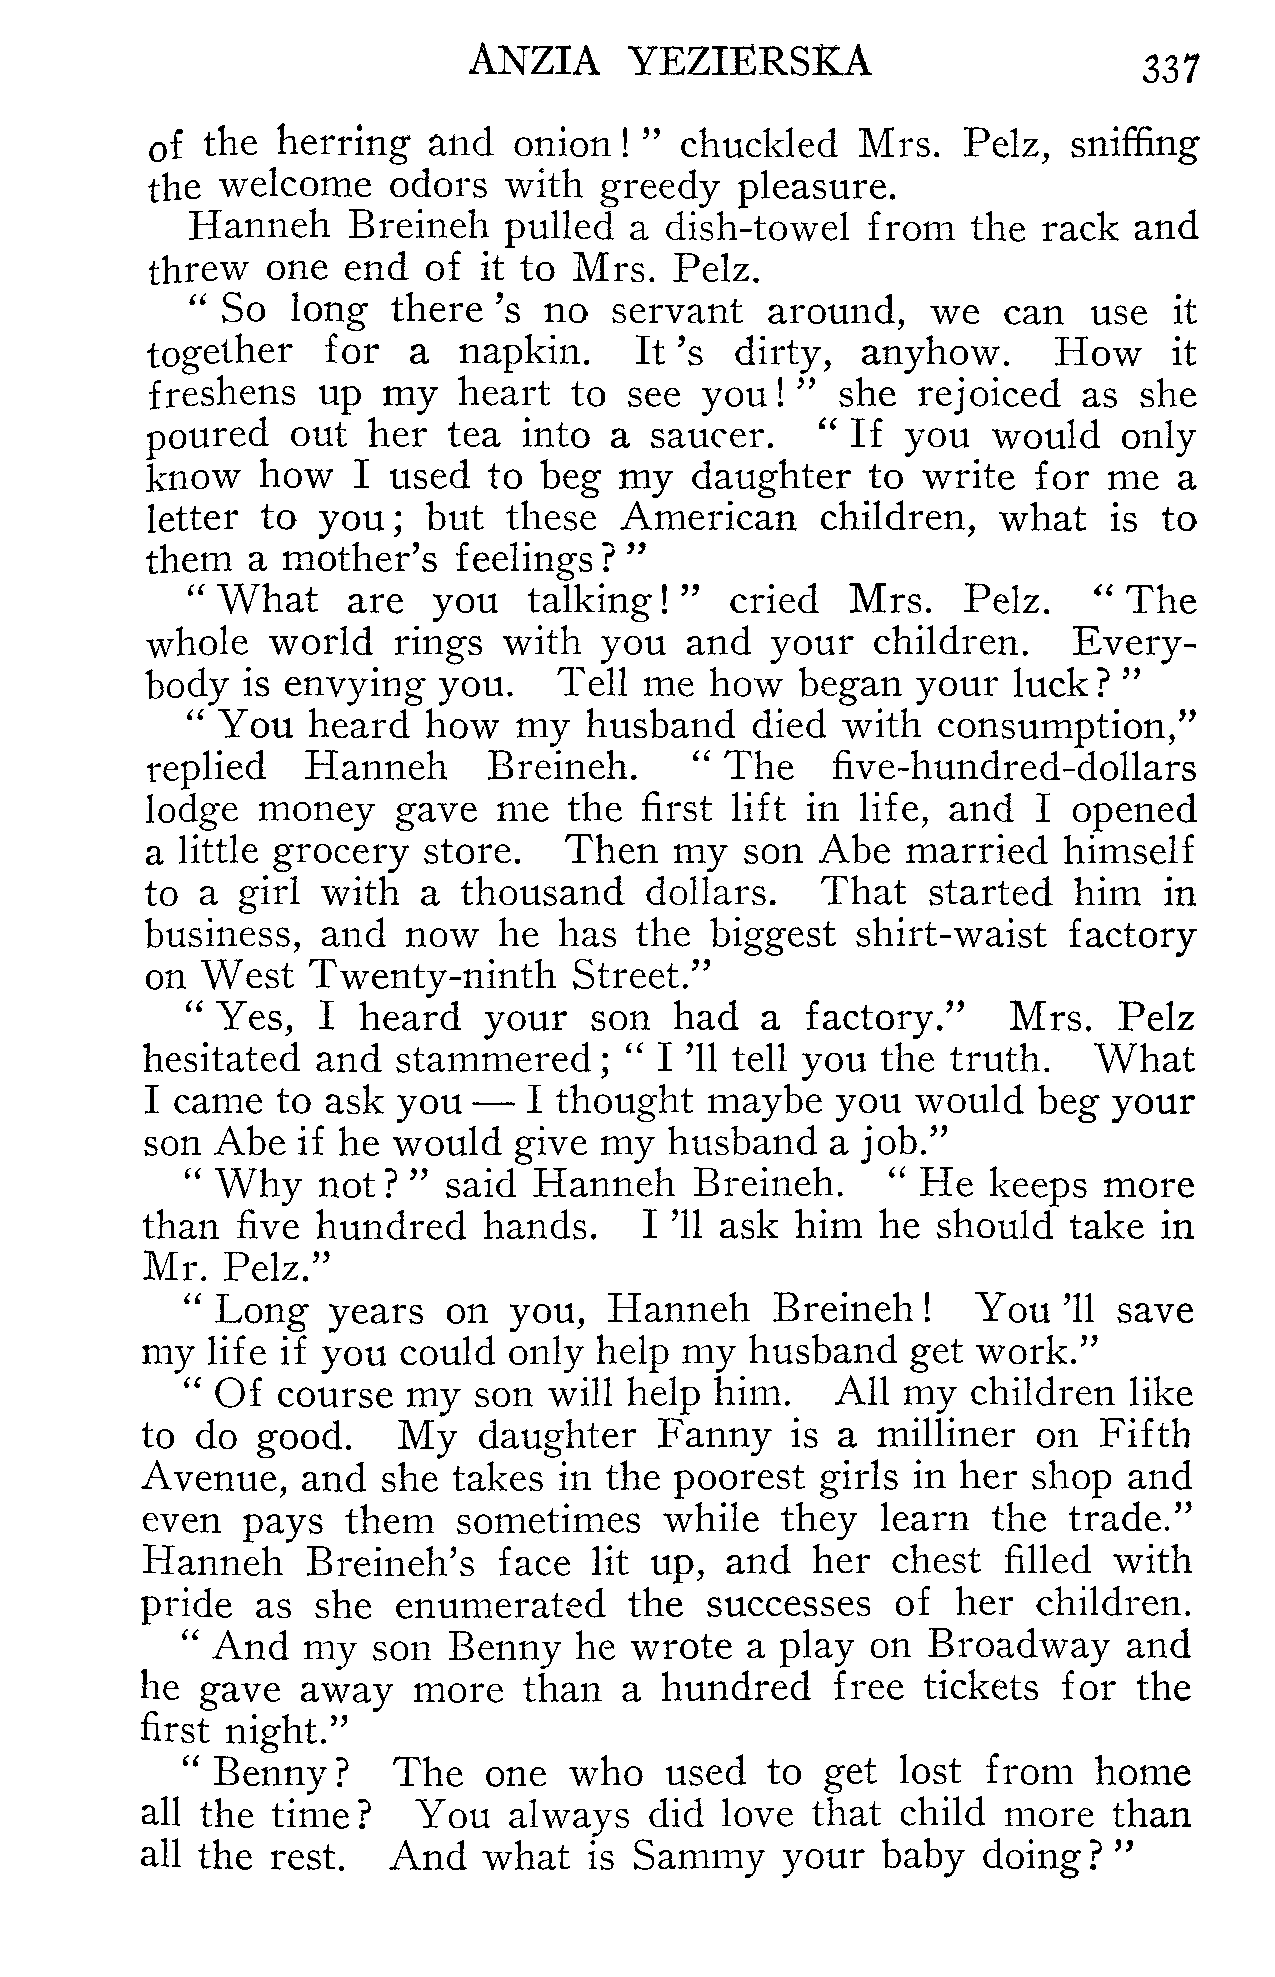 ANZIA YEZIERSKA 337
of the herring and onion! " chuckled Mrs. Pelz, sniffing
the welcome odors with greedy pleasure.
Hanneh Breineh pulled a dish-towel from the rack and
threw one end of it to Mrs. Pelz.
" So long there 's no servant around, we can use it
together for a napkin. It 's dirty, anyhow. How it
freshens up my heart to see you! " she rejoiced as she
poured out her tea into a saucer. " If you would only
know how I used to beg my daughter to write for me a
letter to you; but these American children, what is to
them a mother's feelings? "
" What are you talking! " cried Mrs. Pelz. " The
whole world rings with you and your children. Every-
body is envying you. Tell me how began your luck? "
" You heard how my husband died with consumption,"
replied Hanneh Breineh. " The five-hundred-dollars
lodge money gave me the first lift in life, and I opened
a little grocery store. Then my son Abe married himself
to a girl with a thousand dollars. That started him in
business, and now he has the biggest shirt-waist factory
on West Twenty-ninth Street."
" Yes, I heard your son had a factory." Mrs. Pelz
hesitated and stammered; " I 'll tell you the truth. What
I came to ask you — I thought maybe you would beg your
son Abe if he would give my husband a job."
" Why not? " said Hanneh Breineh. " He keeps more
than five hundred hands. I 'll ask him he should take in
Mr. Pelz."
" Long years on you, Hanneh Breineh! You 'll save
my life if you could only help my husband get work."
" Of course my son will help him. All my children like
to do good. My daughter Fanny is a milliner on Fifth
Avenue, and she takes in the poorest girls in her shop and
even pays them sometimes while they learn the trade."
Hanneh Breineh's face lit up, and her chest filled with
pride as she enumerated the successes of her children.
" And my son Benny he wrote a play on Broadway and
he gave away more than a hundred free tickets for the
first night."
" Benny? The one who used to get lost from home
all the time? You always did love that child more than
all the rest. And what is Sammy your baby doing? "